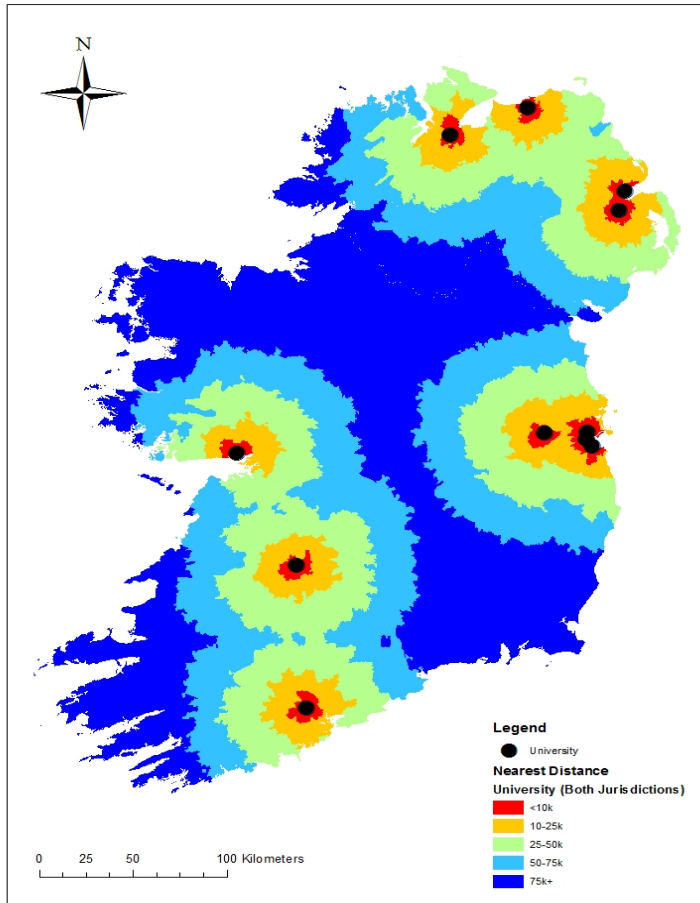 N
Legend
University
Nearest Distance
University (Both Jurisdictions)
<10k
10-25k
25-50k
50-75k
75k+
0 25 50 100 Kilometers